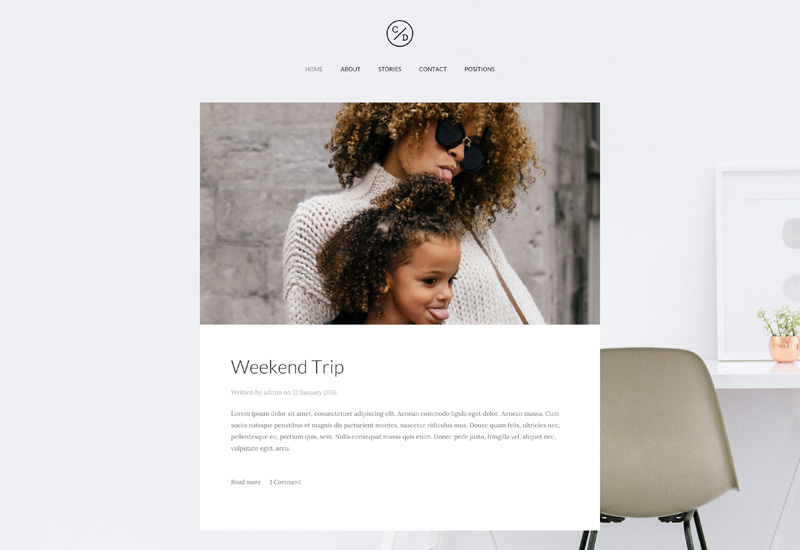 C/D
HOME ABOUT STORIES CONTACT POSITIONS
Weekend Trip
Written by admin on 12 January 2016
Lorem ipsum dolor sit amet, consectetuer adipiscing elit. Aenean commodo ligula eget dolor. Aenean massa. Cum
sociis natoque penatibus et magnis dis parturient montes, nascetur ridiculus mus. Donec quam felis, ultricies nec,
pellentesque eu, pretium quis, sem. Nulla consequat massa quis enim. Donec pede justo, fringilla vel, aliquet nec,
vulputate eget, arcu.
Read more 1 Comment